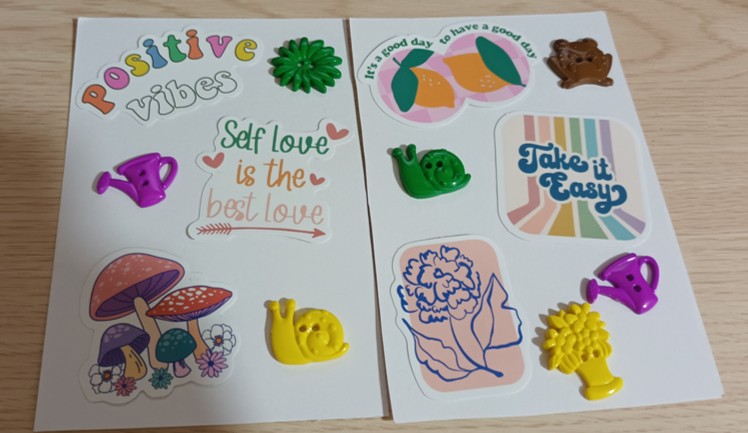 Positive
vibes
Self love
is the
best love
It's a good day to have a good day
Take it
Easy